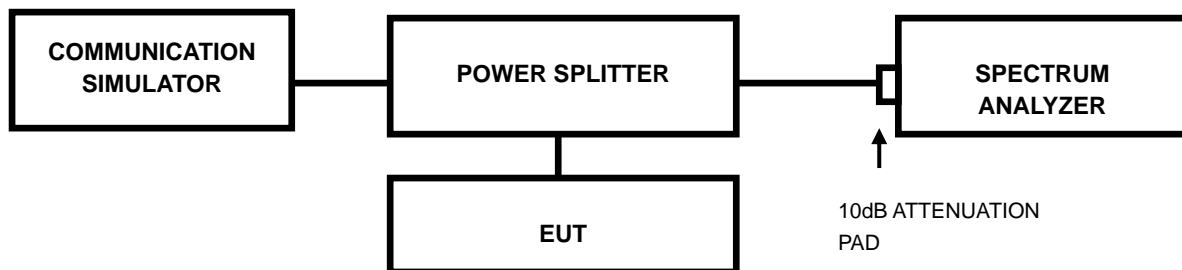 COMMUNICATION
SIMULATOR
POWER SPLITTER
SPECTRUM
ANALYZER
EUT
10dB ATTENUATION
PAD